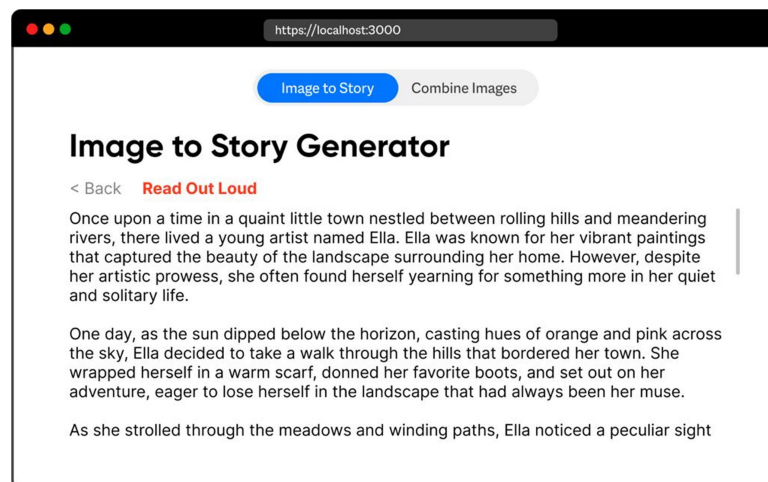 https://localhost:3000
Image to Story
Combine Images
Image to Story Generator
< Back
Read Out Loud
Once upon a time in a quaint little town nestled between rolling hills and meandering
rivers, there lived a young artist named Ella. Ella was known for her vibrant paintings
that captured the beauty of the landscape surrounding her home. However, despite
her artistic prowess, she often found herself yearning for something more in her quiet
and solitary life.
One day, as the sun dipped below the horizon, casting hues of orange and pink across
the sky, Ella decided to take a walk through the hills that bordered her town. She
wrapped herself in a warm scarf, donned her favorite boots, and set out on her
adventure, eager to lose herself in the landscape that had always been her muse.
As she strolled through the meadows and winding paths, Ella noticed a peculiar sight